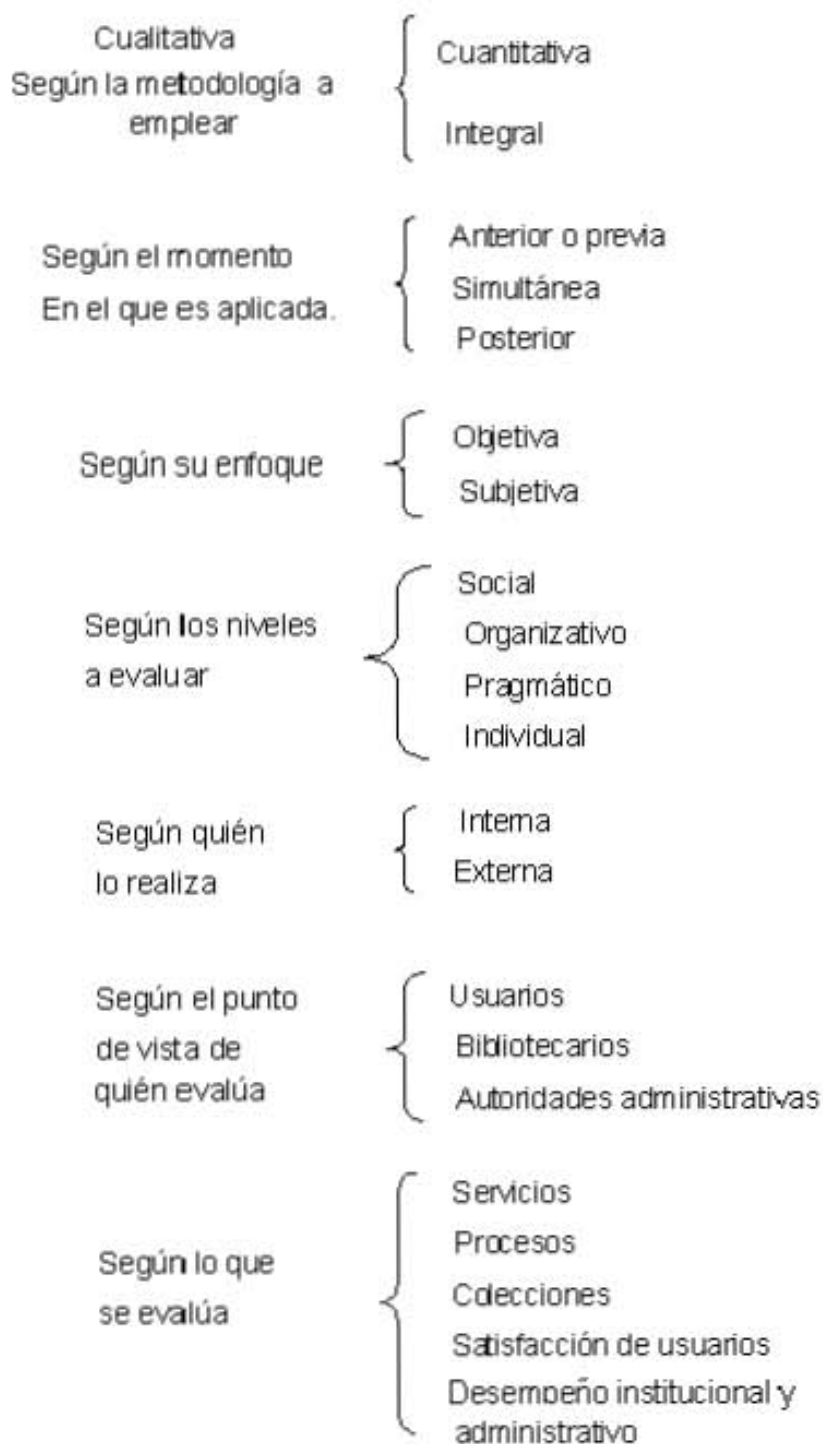 Cualitativa
Según la metodología a
emplear
Cuantitativa
Integral
Según el momento
En el que es aplicada.
Anterior o previa
Simultánea
Posterior
Según su enfoque
Objetiva
Subjetiva
Según los niveles
a evaluar
Social
Organizativo
Pragmático
Individual
Según quién
lo realiza
Interna
Externa
Según el punto
de vista de
quién evalúa
Usuarios
Bibliotecarios
Autoridades administrativas
Según lo que
se evalúa
Servicios
Procesos
Colecciones
Satisfacción de usuarios
Desempeño institucional y
administrativo